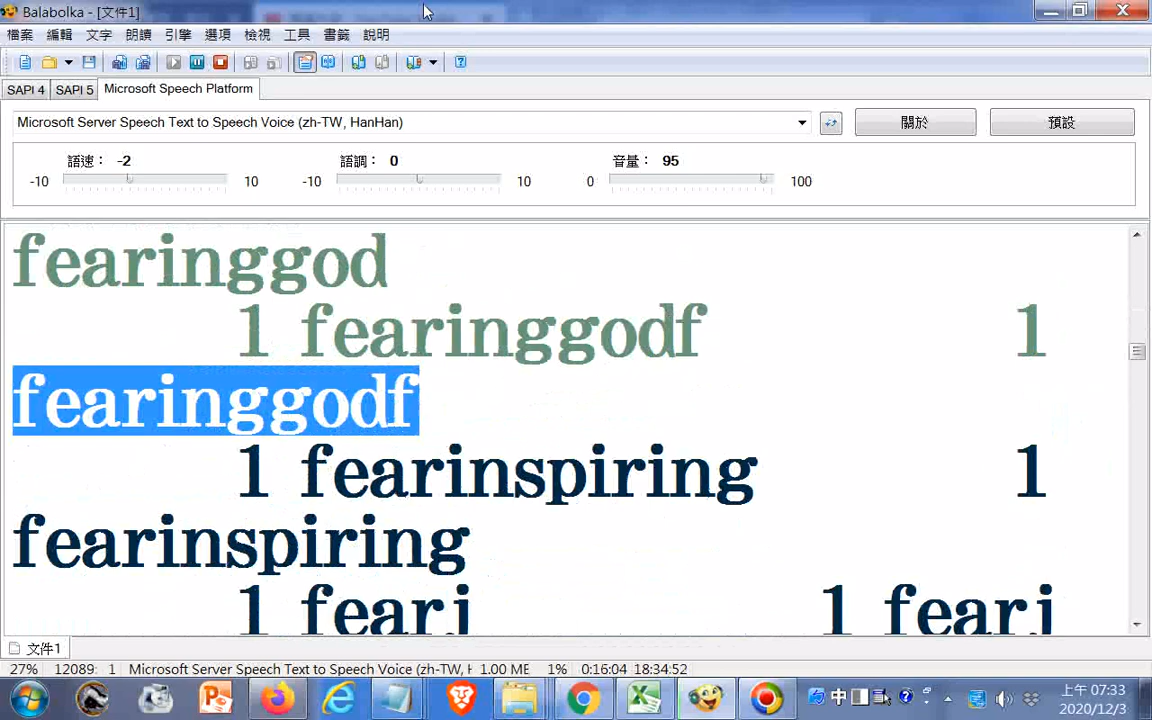 Balabolka - [文件1]
檔案 編輯 文字 朗讀 引擎 選項 檢視 工具 書籤 說明
SAPI 4 SAPI 5 Microsoft Speech Platform
Microsoft Server Speech Text to Speech Voice (zh-TW, HanHan) 關於 預設
語速： -2 語調： 0 音量： 95
-10 10 -10 10 0 100
fearinggod
1 fearinggodf 1
fearinggodf
1 fearinspiring 1
fearinspiring
1 fearj 1 fearj
文件1
27% 12089: 1 Microsoft Server Speech Text to Speech Voice (zh-TW, 1.00 ME 1% 0:16:04 18:34:52
中 上午 07:33
2020/12/3